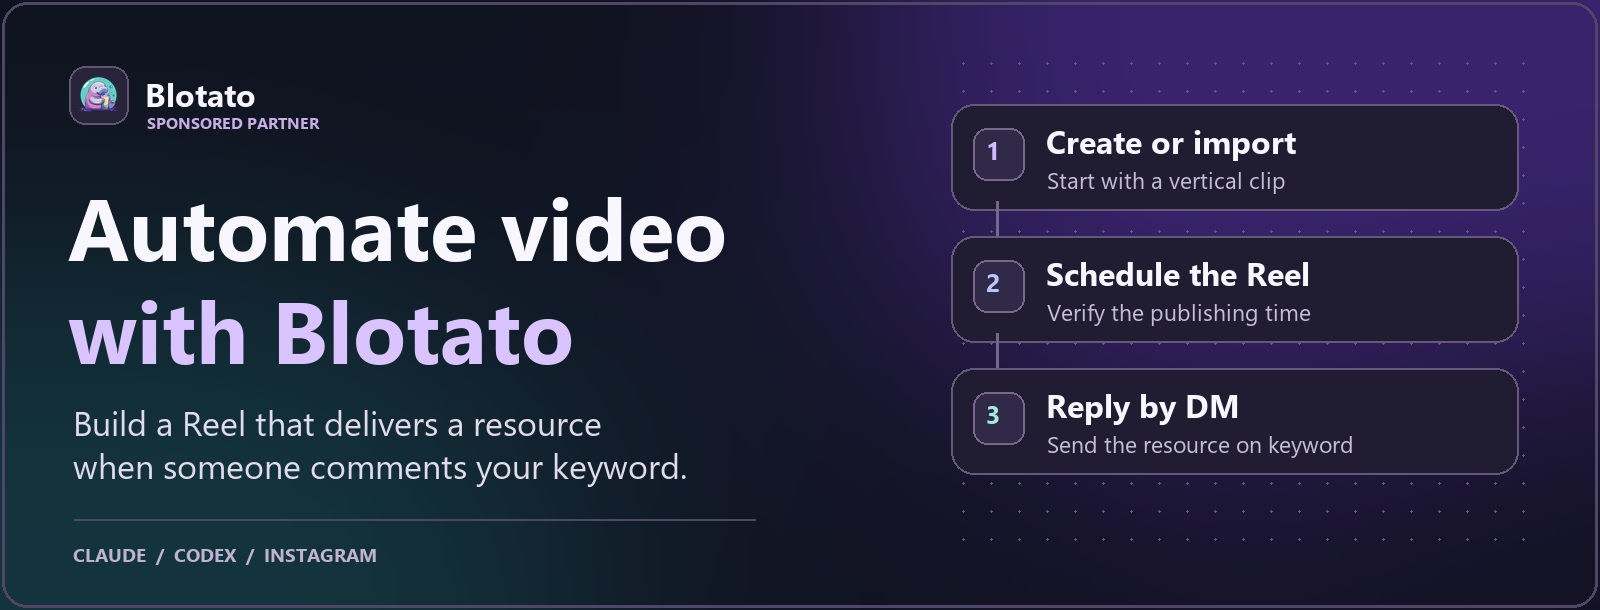 Blotato
SPONSORED PARTNER
Automate video
with Blotato
Build a Reel that delivers a resource
when someone comments your keyword.
CLAUDE / CODEX / INSTAGRAM
1
Create or import
Start with a vertical clip
2
Schedule the Reel
Verify the publishing time
3
Reply by DM
Send the resource on keyword